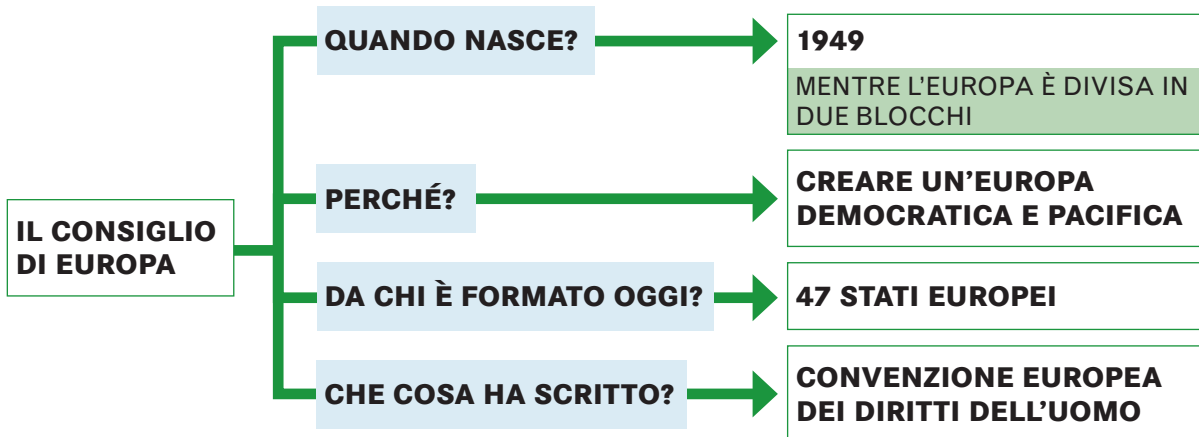 IL CONSIGLIO
DI EUROPA
QUANDO NASCE?
1949
MENTRE L'EUROPA È DIVISA IN
DUE BLOCCHI
PERCHÉ?
CREARE UN'EUROPA
DEMOCRATICA E PACIFICA
DA CHI È FORMATO OGGI?
47 STATI EUROPEI
CHE COSA HA SCRITTO?
CONVENZIONE EUROPEA
DEI DIRITTI DELL'UOMO